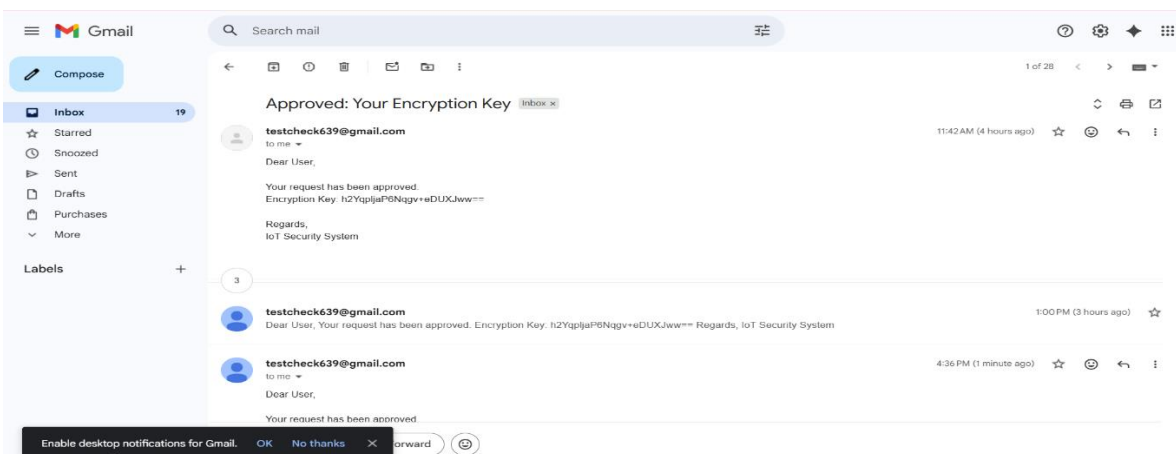 Gmail
Search mail
Compose
1 of 28
Inbox 19
Starred
Snoozed
Sent
Drafts
Purchases
More
Labels +
Approved: Your Encryption Key Inbox x
testcheck639@gmail.com 11:42 AM (4 hours ago)
to me
Dear User,
Your request has been approved.
Encryption Key: h2YqpljaP6Nqgv+eDUXJww==
Regards,
IoT Security System
3
testcheck639@gmail.com 1:00 PM (3 hours ago)
Dear User, Your request has been approved. Encryption Key: h2YqpljaP6Nqgv+eDUXJww== Regards, IoT Security System
testcheck639@gmail.com 4:36 PM (1 minute ago)
to me
Dear User,
Your request has been approved
Enable desktop notifications for Gmail. OK No thanks orward